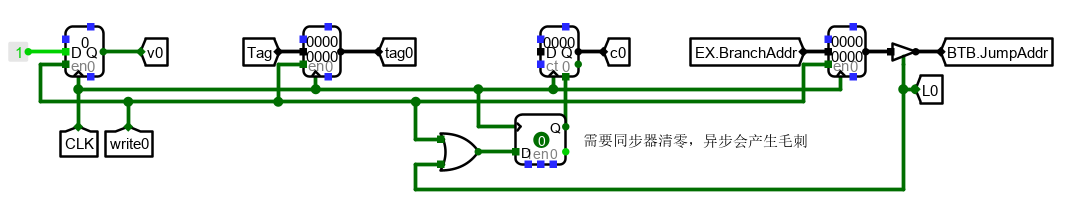 1
0
D Q
en0
v0
Tag
0000
0000
en0
tag0
0000
D Q
ct 0
c0
EX.BranchAddr
0000
0000
en0
BTB.JumpAddr
L0
CLK
write0
Q
0
D en0
需要同步器清零，异步会产生毛刺